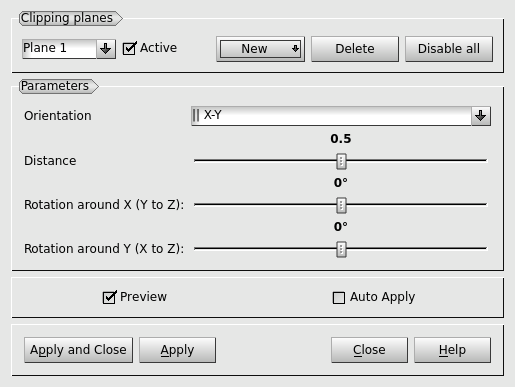 Clipping planes
Plane 1 Active New Delete Disable all
Parameters
Orientation || X-Y
0.5
Distance
0°
Rotation around X (Y to Z):
0°
Rotation around Y (X to Z):
Preview Auto Apply
Apply and Close Apply Close Help